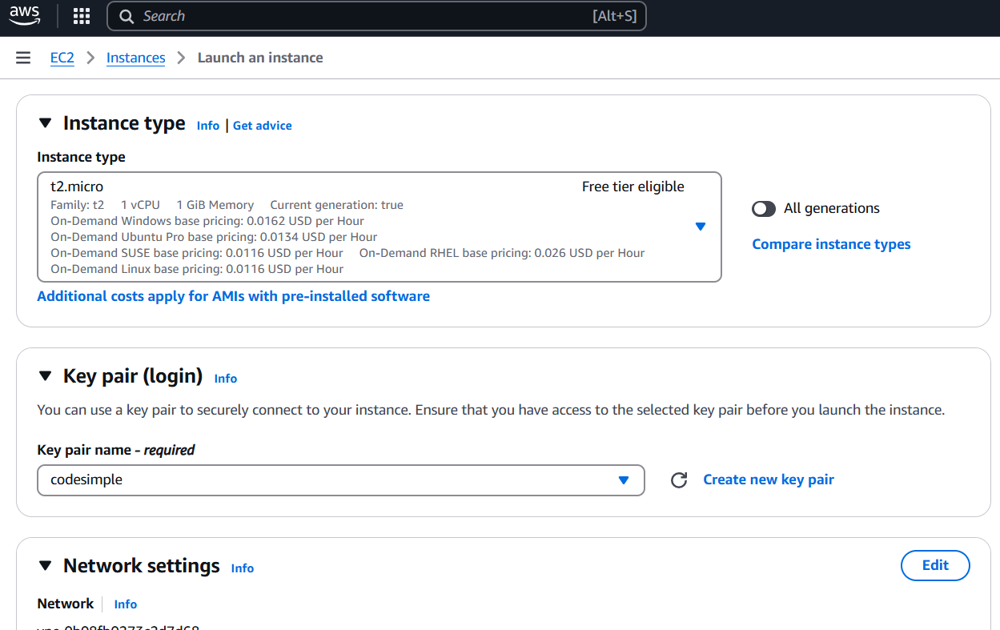 aws Search [Alt+S]
EC2 Instances Launch an instance
Instance type Info | Get advice
Instance type
t2.micro Free tier eligible
Family: t2 1 vCPU 1 GiB Memory Current generation: true
On-Demand Windows base pricing: 0.0162 USD per Hour
On-Demand Ubuntu Pro base pricing: 0.0134 USD per Hour
On-Demand SUSE base pricing: 0.0116 USD per Hour On-Demand RHEL base pricing: 0.026 USD per Hour
On-Demand Linux base pricing: 0.0116 USD per Hour
All generations
Compare instance types
Additional costs apply for AMIs with pre-installed software
Key pair (login) Info
You can use a key pair to securely connect to your instance. Ensure that you have access to the selected key pair before you launch the instance.
Key pair name - required
codesimple Create new key pair
Network settings Info Edit
Network Info